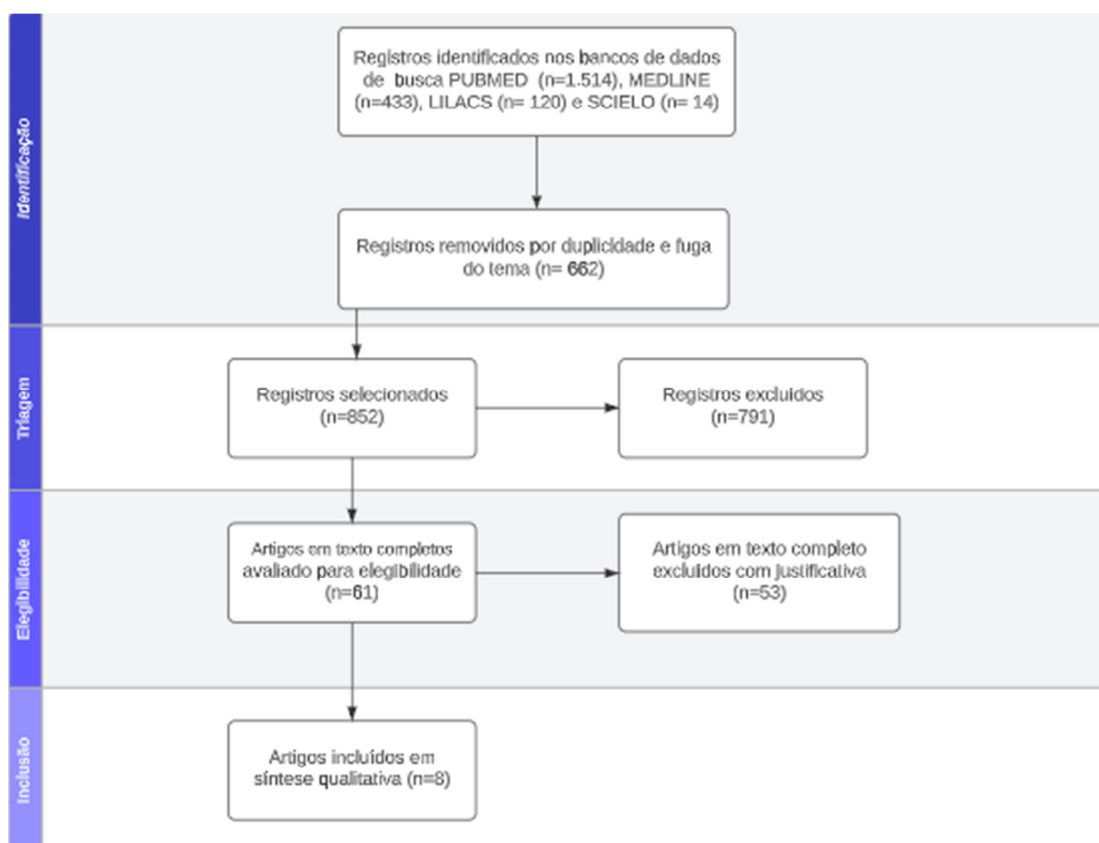 Identificação
Registros identificados nos bancos de dados
de busca PUBMED (n=1.514), MEDLINE
(n=433), LILACS (n= 120) e SCIELO (n= 14)
Registros removidos por duplicidade e fuga
do tema (n= 662)
Triagem
Registros selecionados
(n=852)
Registros excluídos
(n=791)
Elegibilidade
Artigos em texto completos
avaliado para elegibilidade
(n=61)
Artigos em texto completo
excluídos com justificativa
(n=53)
Inclusão
Artigos incluídos em
síntese qualitativa (n=8)